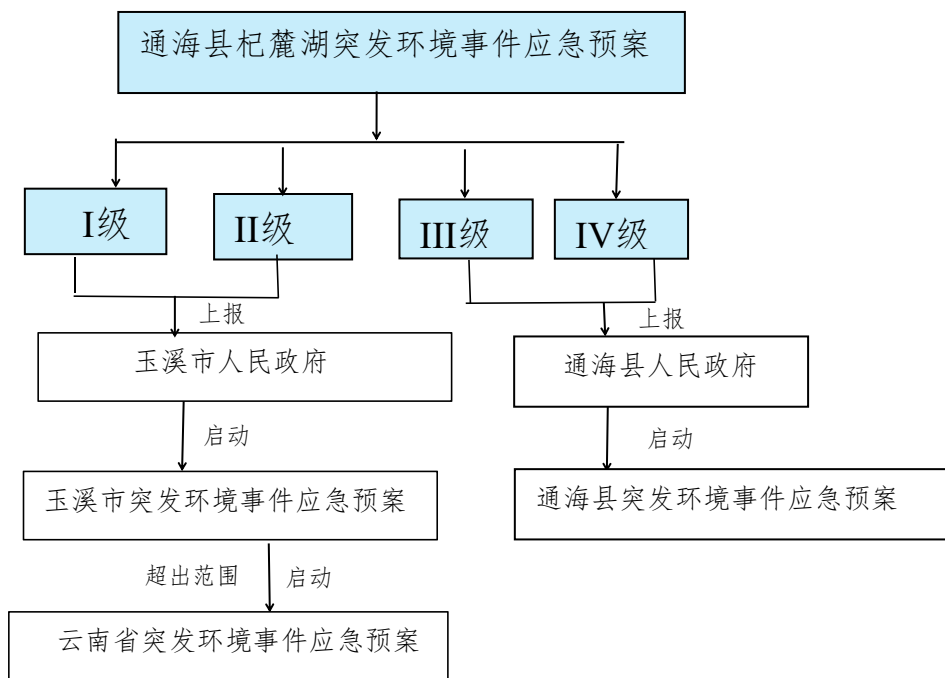 通海县杞麓湖突发环境事件应急预案
I级
II级
III级
IV级
上报
上报
玉溪市人民政府
通海县人民政府
启动
启动
玉溪市突发环境事件应急预案
通海县突发环境事件应急预案
超出范围
启动
云南省突发环境事件应急预案